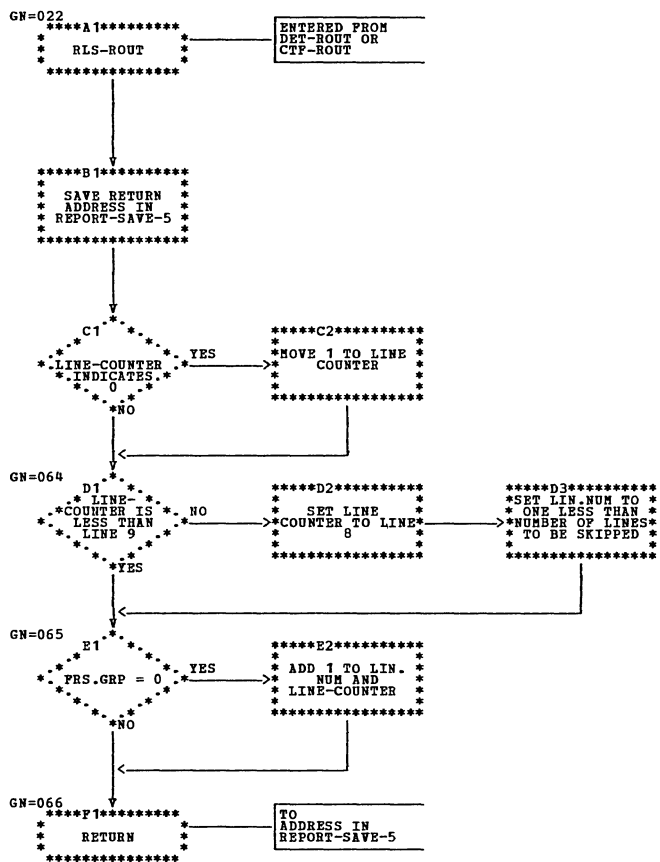 GN=022
A1
RLS-ROUT
ENTERED FROM
DET-ROUT OR
CTF-ROUT
B1
SAVE RETURN
ADDRESS IN
REPORT-SAVE-5
C1
LINE-COUNTER
INDICATES
0
YES
NO
C2
MOVE 1 TO LINE
COUNTER
GN=064
D1
LINE-
COUNTER IS
LESS THAN
LINE 9
NO
YES
D2
SET LINE
COUNTER TO LINE
8
D3
SET LIN.NUM TO
ONE LESS THAN
NUMBER OF LINES
TO BE SKIPPED
GN=065
E1
FRS.GRP = 0
YES
NO
E2
ADD 1 TO LIN.
NUM AND
LINE-COUNTER
GN=066
F1
RETURN
TO
ADDRESS IN
REPORT-SAVE-5